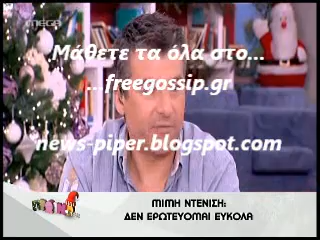 MEGA
Μάθετε τα όλα στο...
...freegossip.gr
news-piper.blogspot.com
ΜΙΜΗ ΝΤΕΝΙΣΗ:
ΔΕΝ ΕΡΩΤΕΥΟΜΑΙ ΕΥΚΟΛΑ